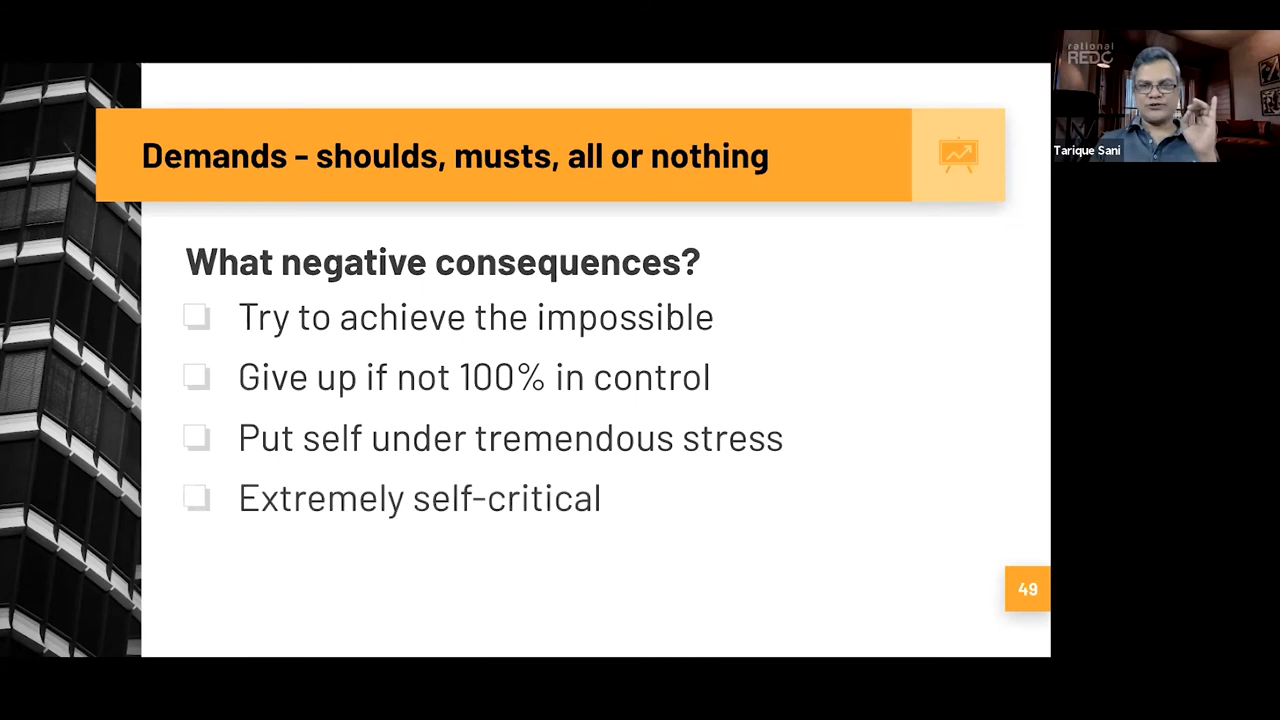 Demands - shoulds, musts, all or nothing
What negative consequences?
Try to achieve the impossible
Give up if not 100% in control
Put self under tremendous stress
Extremely self-critical
49
rational
REDC
Tarique Sani